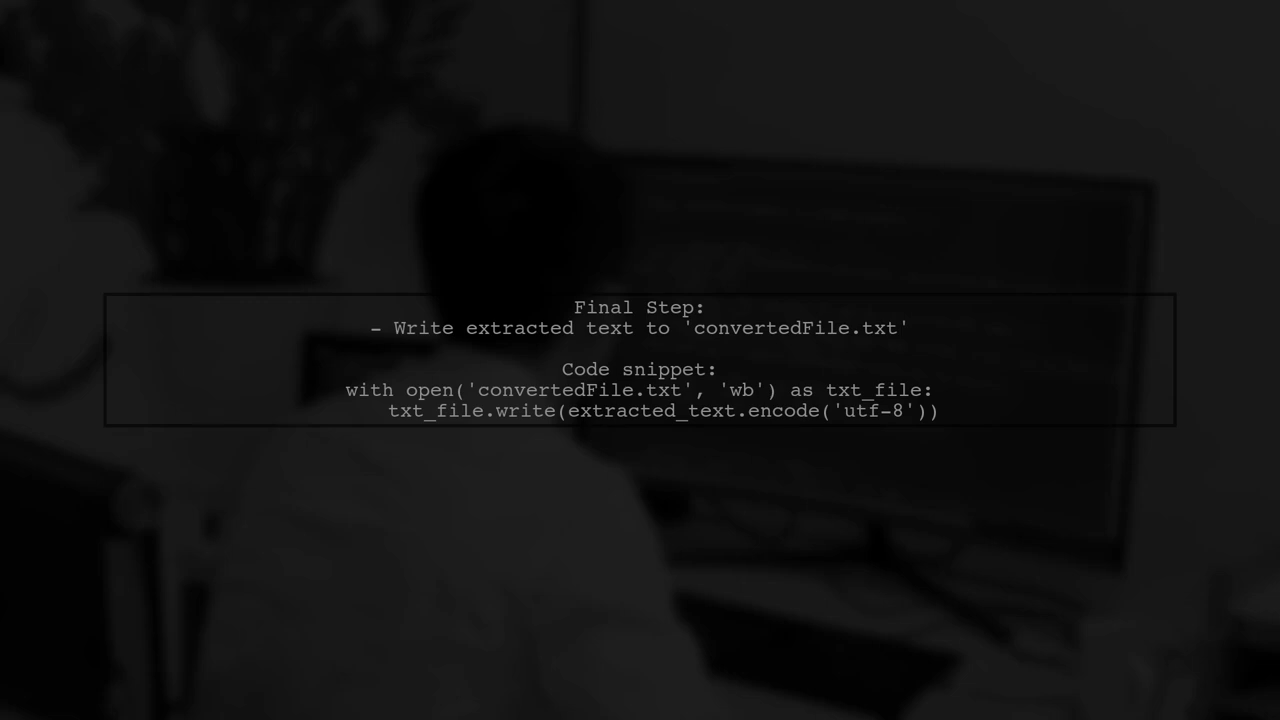 Final Step:
- Write extracted text to 'convertedFile.txt'
Code snippet:
with open('convertedFile.txt', 'wb') as txt_file:
    txt_file.write(extracted_text.encode('utf-8'))